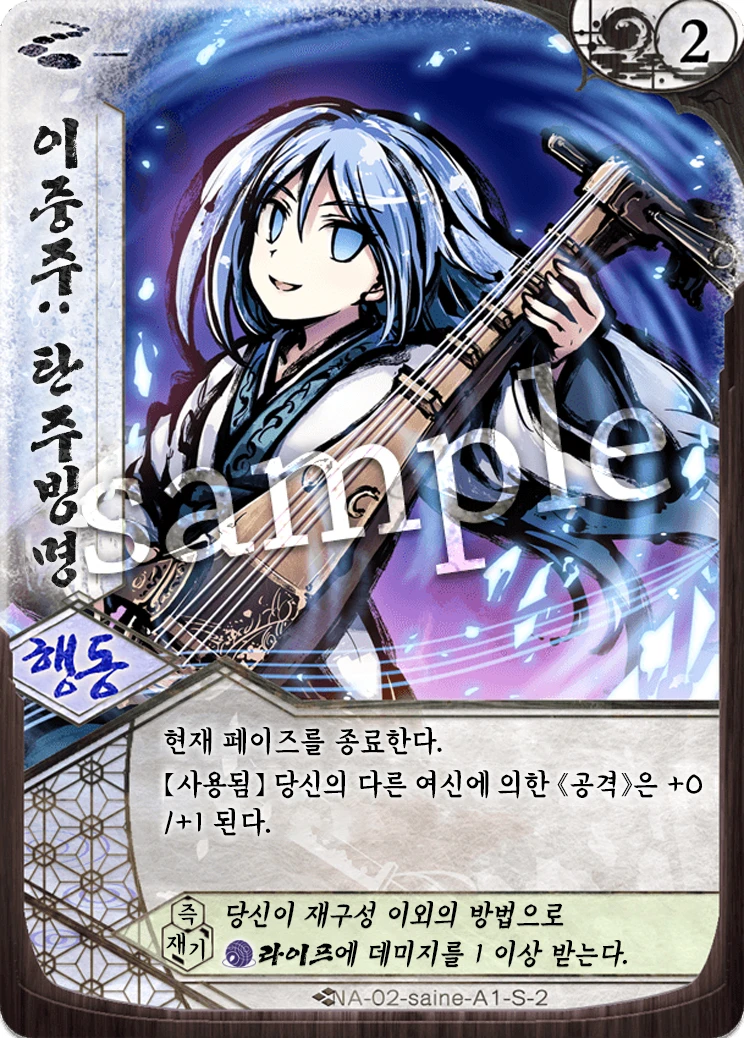 2
이중주: 탄주빙명
sample
행동
현재 페이즈를 종료한다.
【사용됨】 당신의 다른 여신에 의한 《공격》은 +0
/+1 된다.
즉
재기
당신이 재구성 이외의 방법으로
라이프에 데미지를 1 이상 받는다.
NA-02-saine-A1-S-2